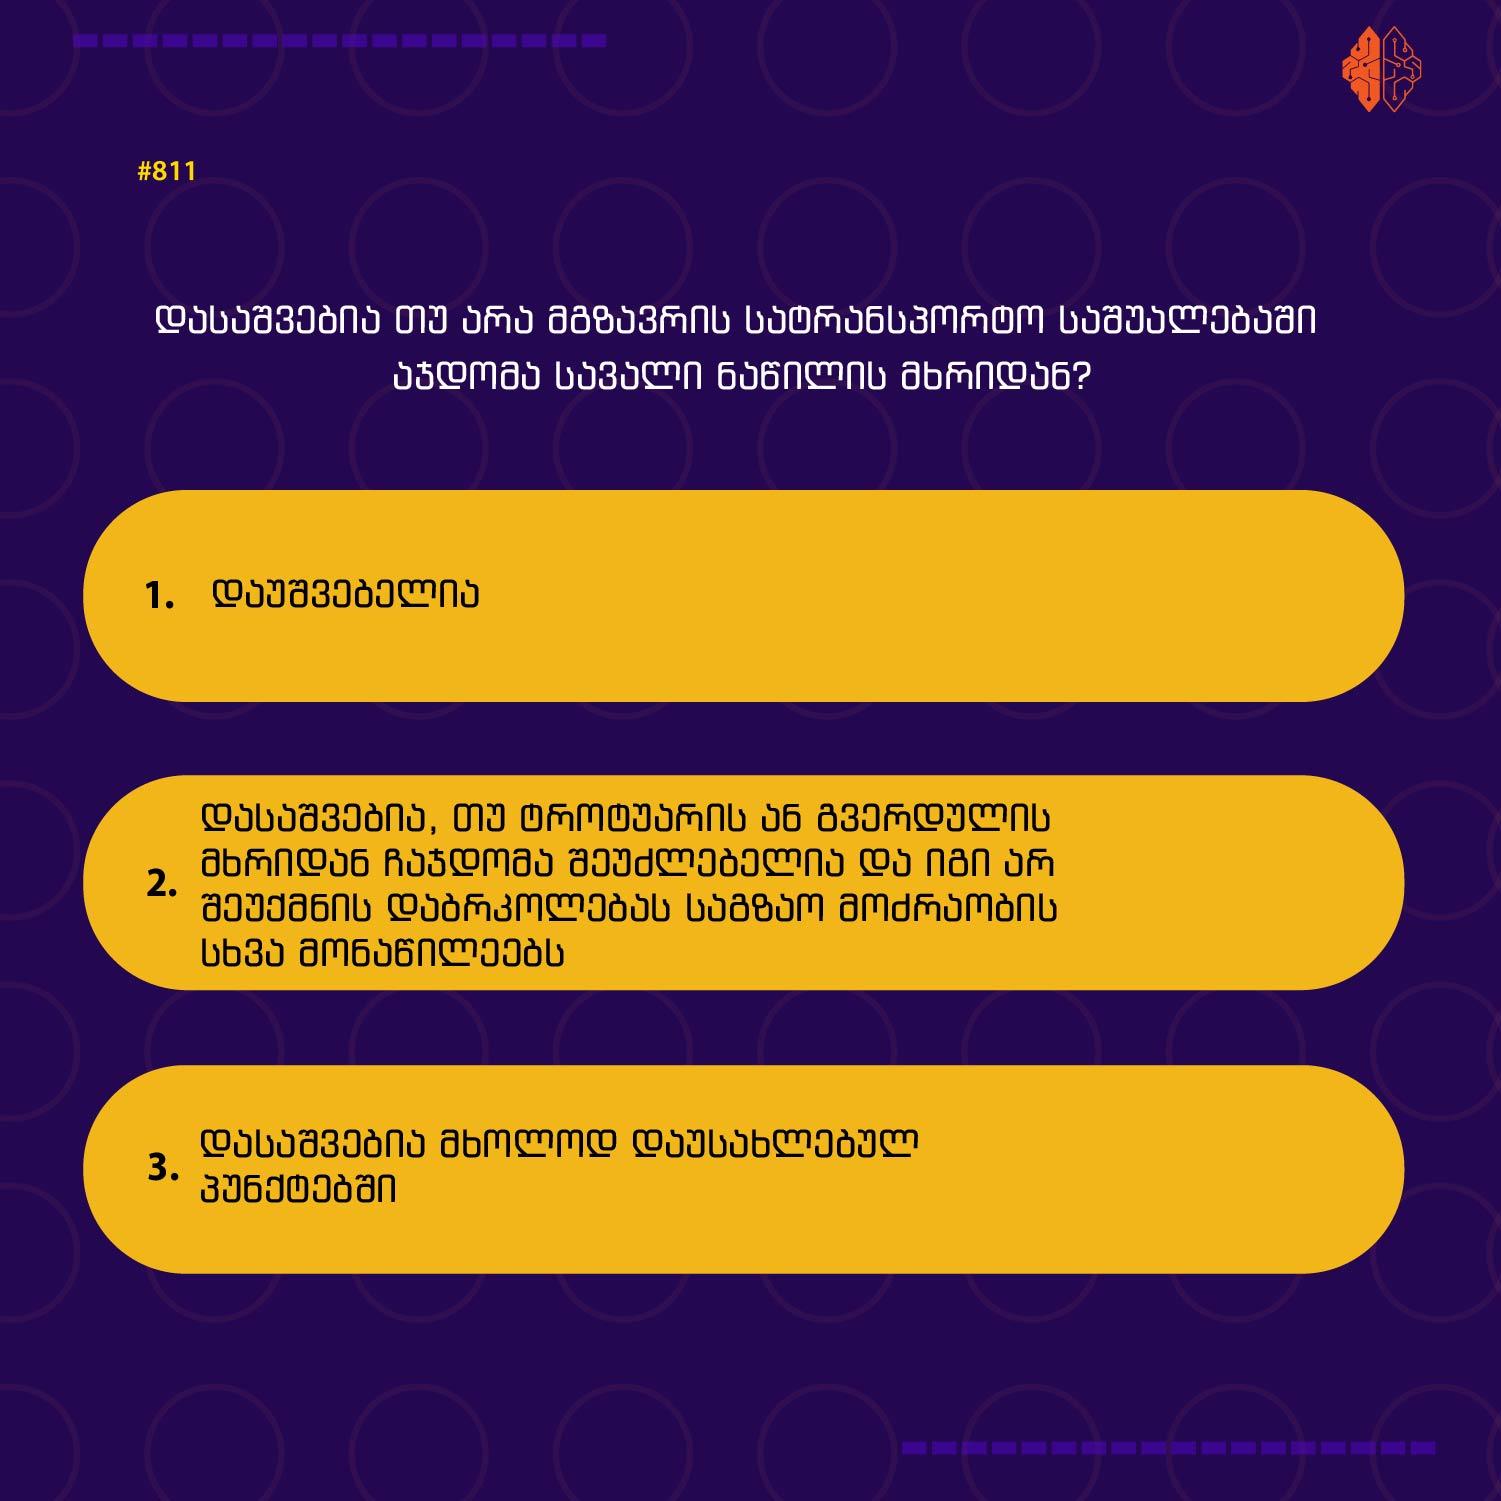 #811
დასაშვებია თუ არა მგზავრის სატრანსპორტო საშუალებაში
აჯდომა სავალი ნაწილის მხრიდან?
1. დაუშვებელია
2. დასაშვებია, თუ ტროტუარის ან გვერდულის
მხრიდან ჩაჯდომა შეუძლებელია და იგი არ
შეუქმნის დაბრკოლებას საგზაო მოძრაობის
სხვა მონაწილეებს
3. დასაშვებია მხოლოდ დაუსახლებულ
პუნქტებში